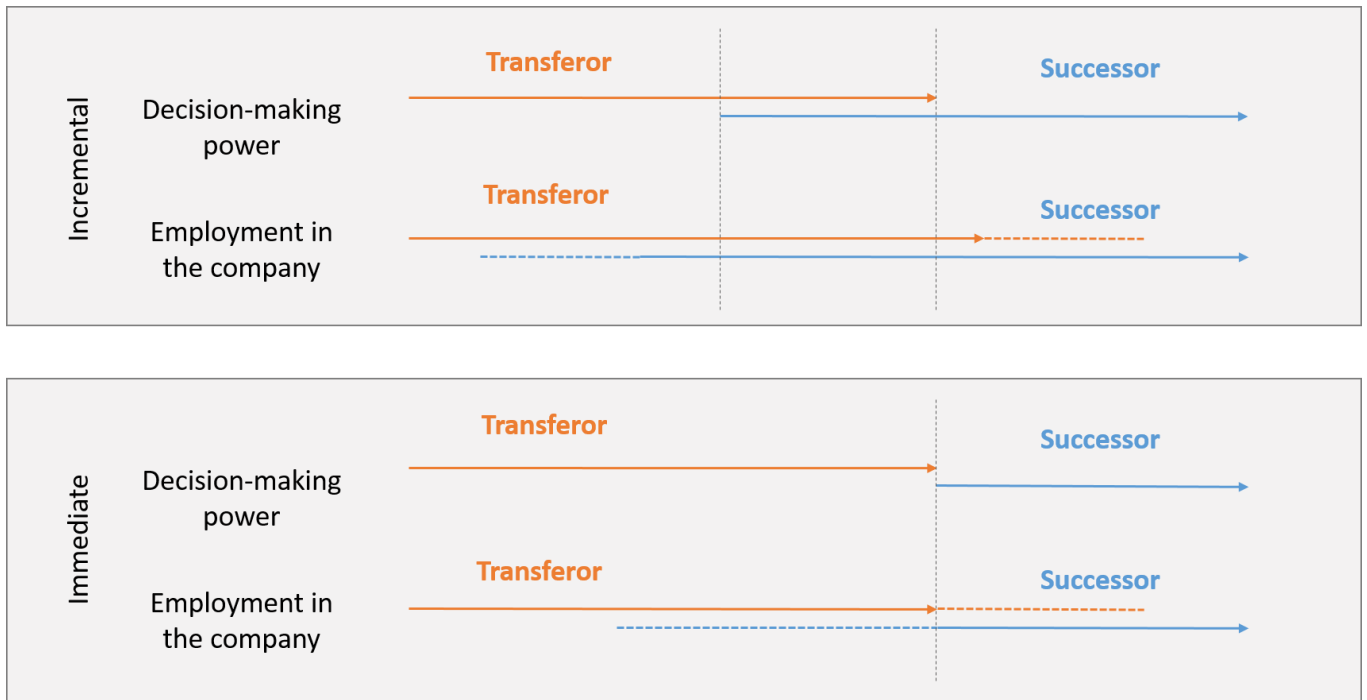 Incremental
Transferor
Successor
Decision-making
power
Transferor
Successor
Employment in
the company
Immediate
Transferor
Successor
Decision-making
power
Transferor
Successor
Employment in
the company